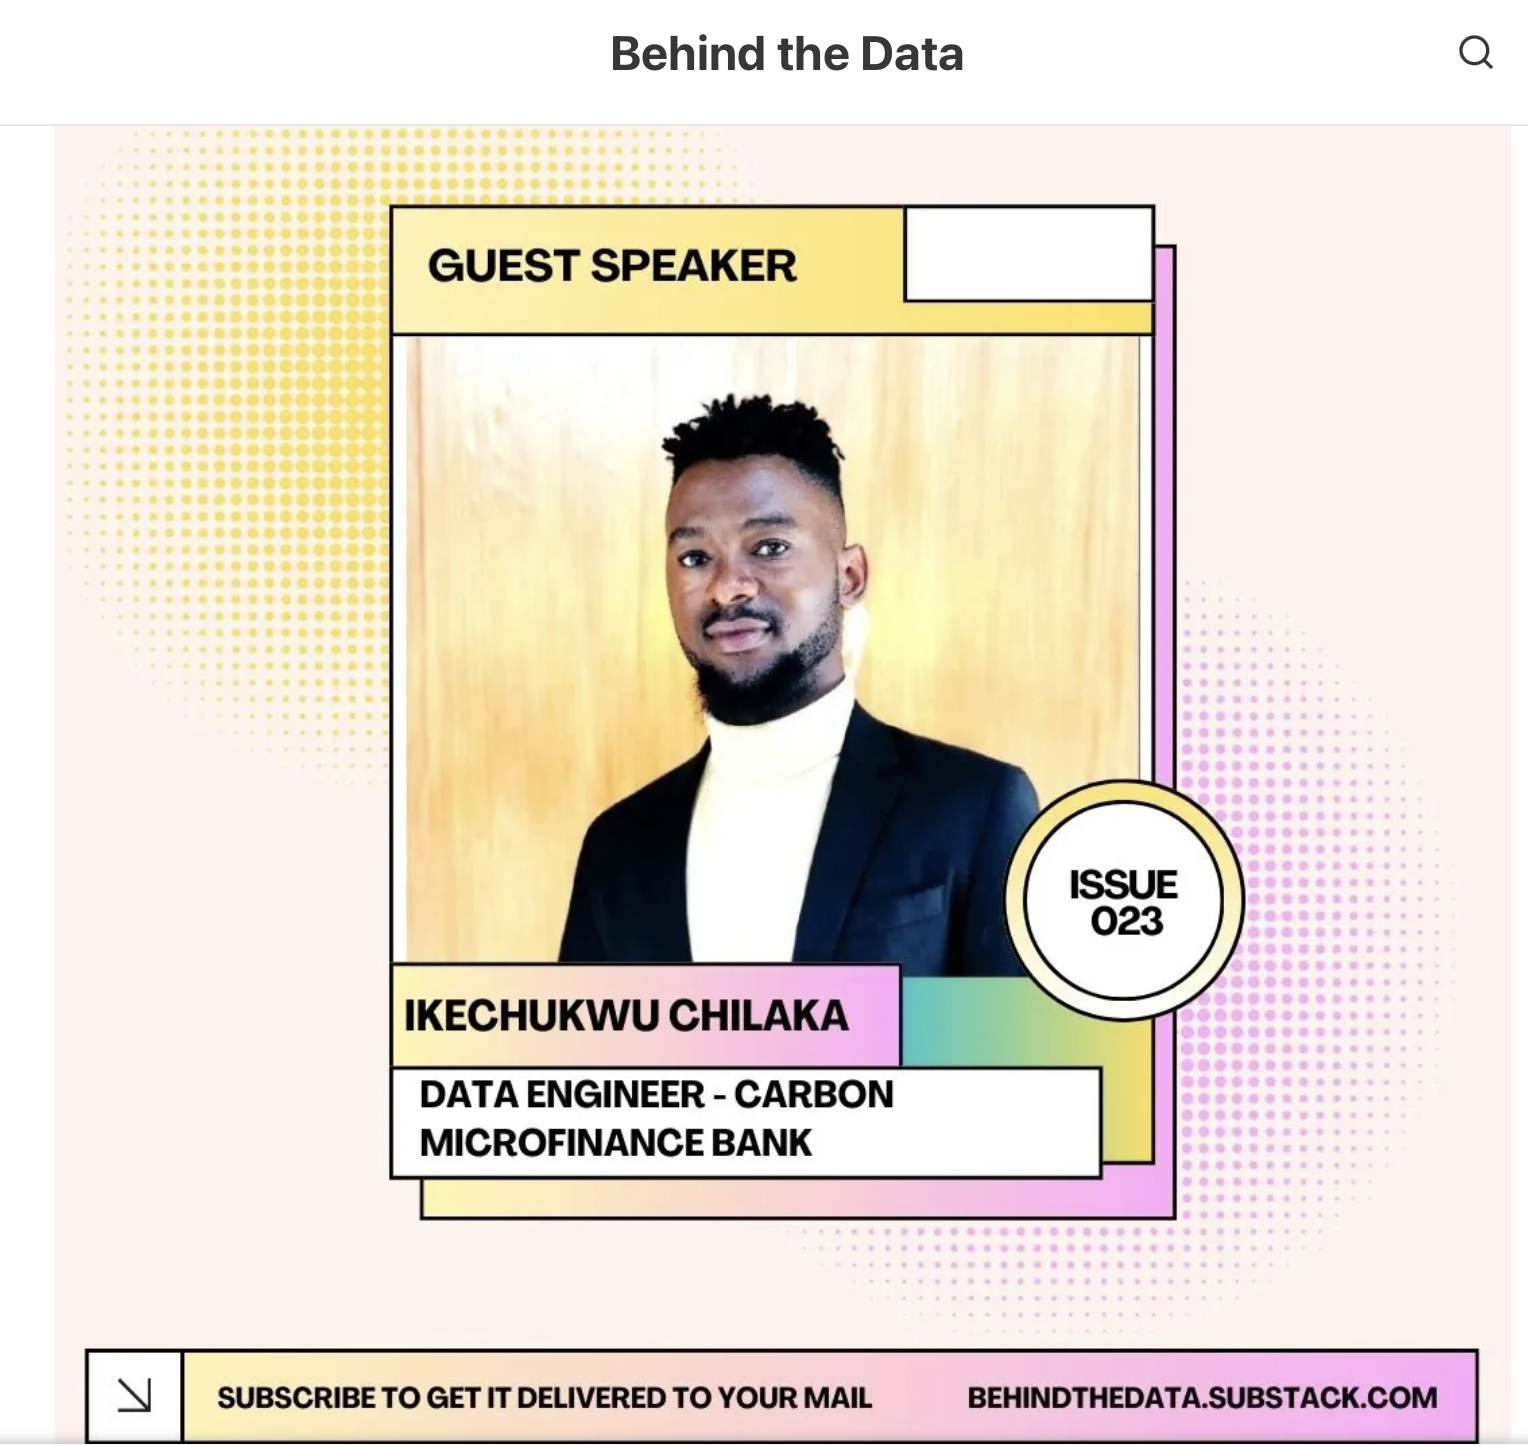 Behind the Data
GUEST SPEAKER
ISSUE
023
IKECHUKWU CHILAKA
DATA ENGINEER - CARBON
MICROFINANCE BANK
SUBSCRIBE TO GET IT DELIVERED TO YOUR MAIL
BEHINDTHEDATA.SUBSTACK.COM